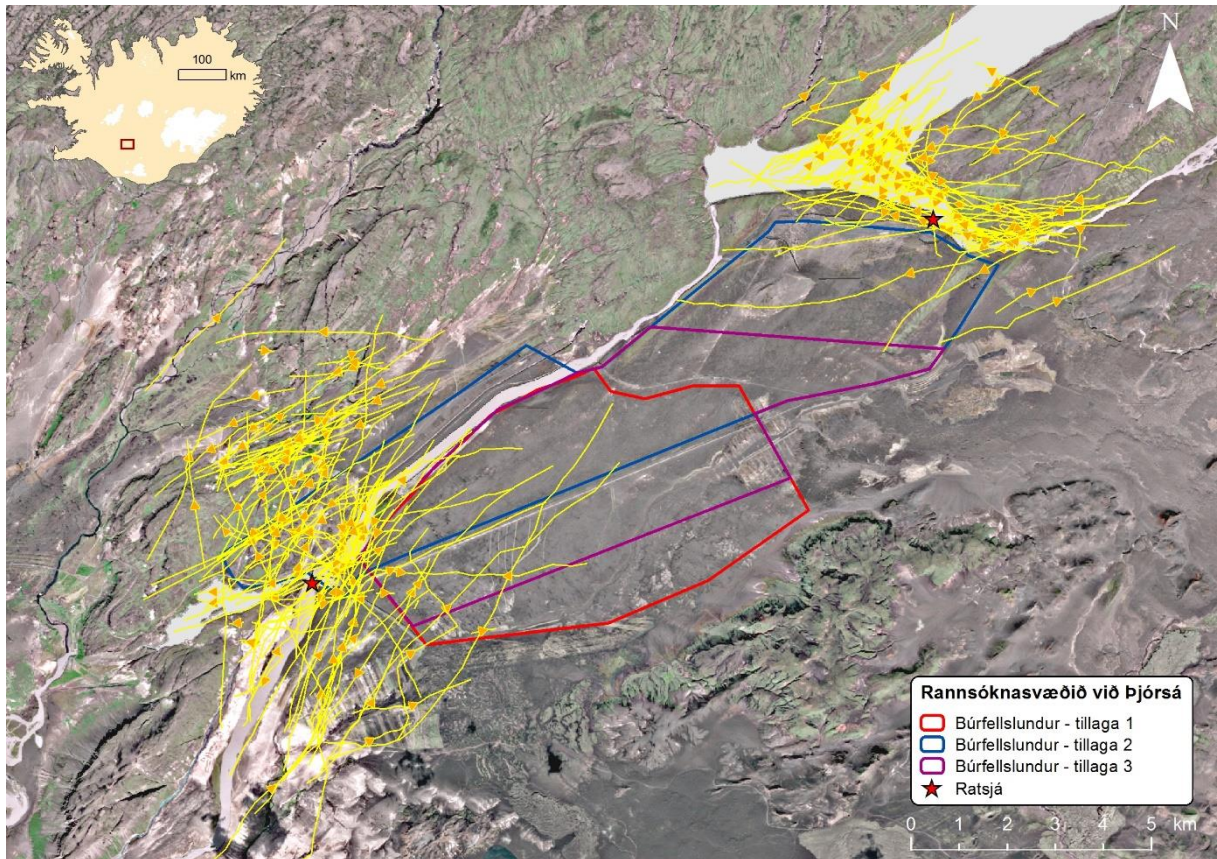 100
km
N
Rannsóknasvæðið við Þjórsá
Búrfellslundur - tillaga 1
Búrfellslundur - tillaga 2
Búrfellslundur - tillaga 3
Ratsjá
0 1 2 3 4 5 km